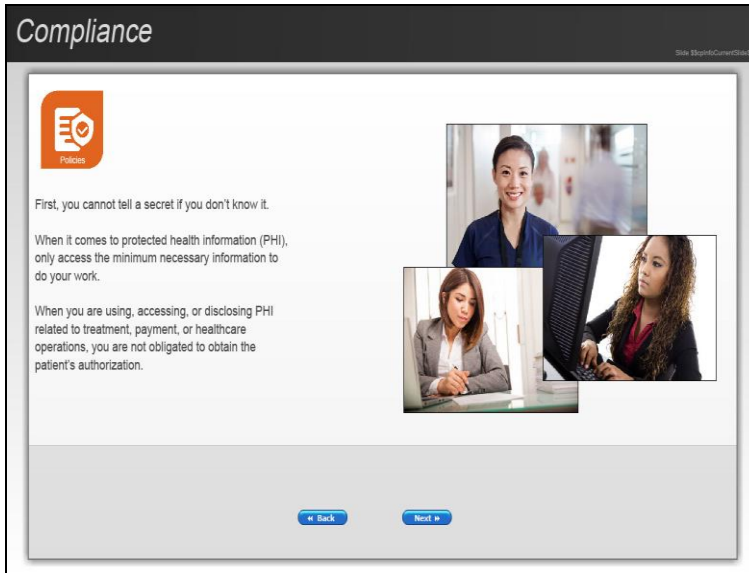 Compliance
Slide $$cpInfoCurrentSlide$
Policies
First, you cannot tell a secret if you don't know it.
When it comes to protected health information (PHI),
only access the minimum necessary information to
do your work.
When you are using, accessing, or disclosing PHI
related to treatment, payment, or healthcare
operations, you are not obligated to obtain the
patient's authorization.
« Back
Next »